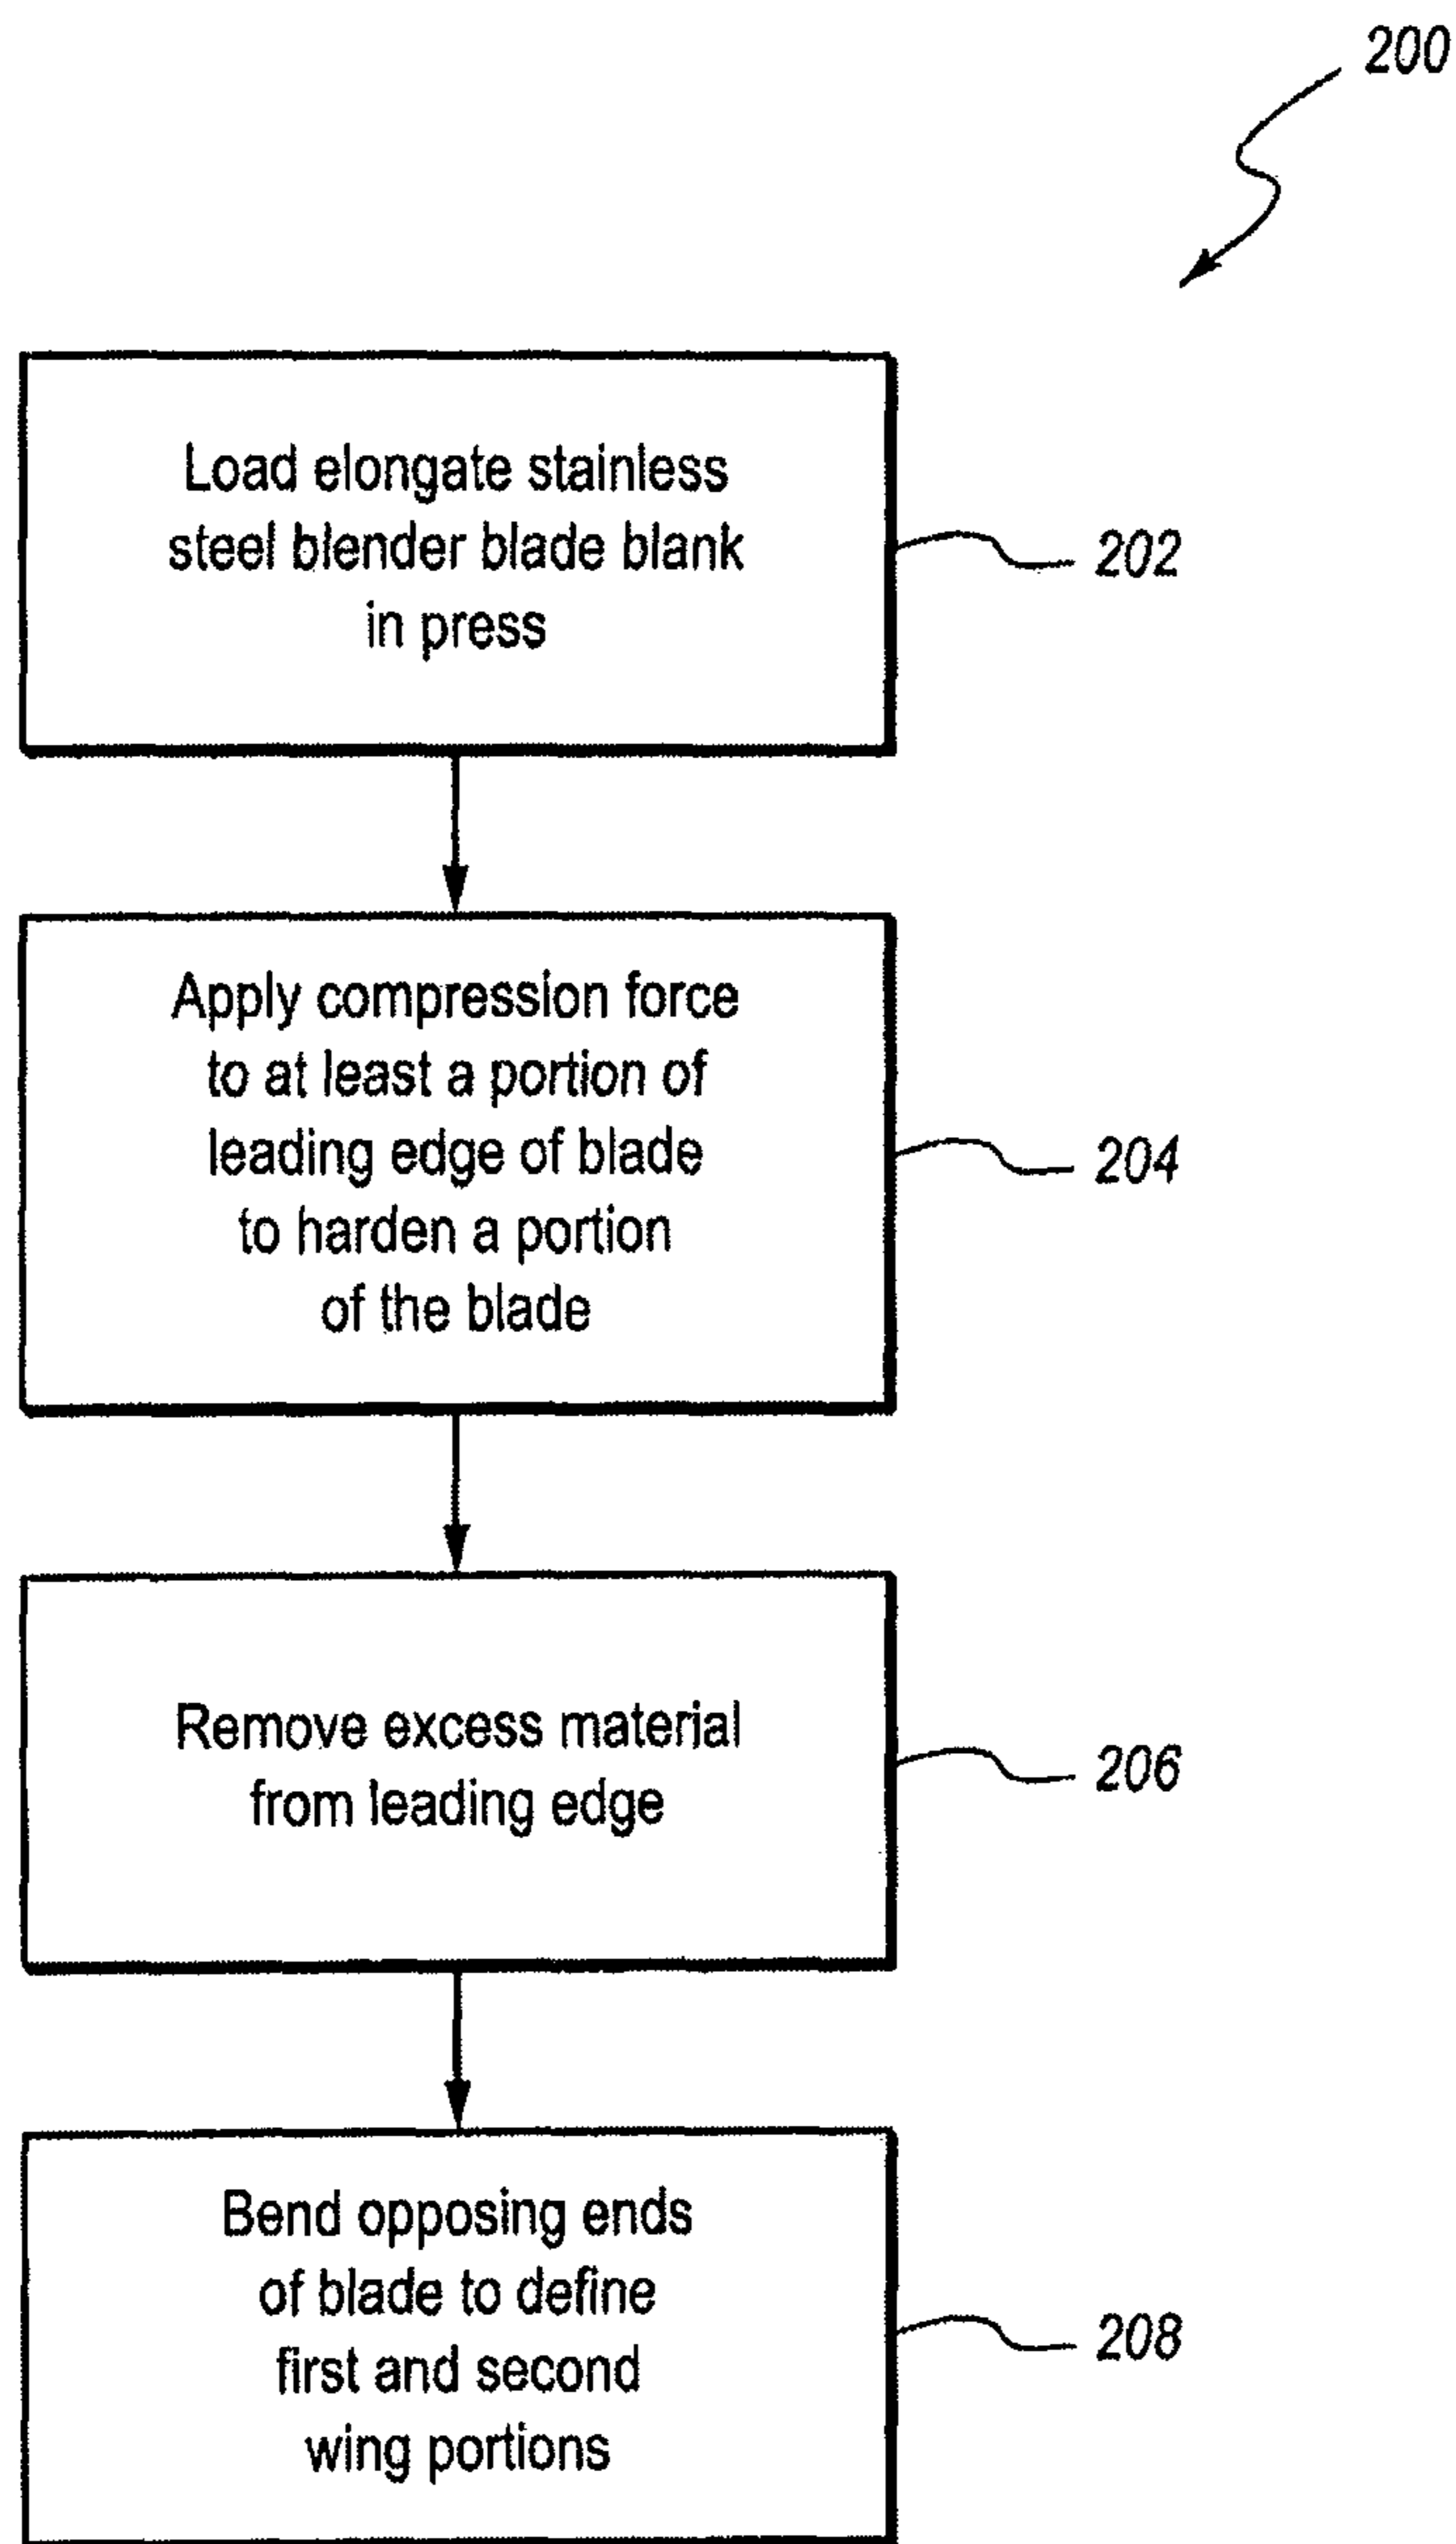 200
Load elongate stainless
steel blender blade blank
in press
202
Apply compression force
to at least a portion of
leading edge of blade
to harden a portion
of the blade
204
Remove excess material
from leading edge
206
Bend opposing ends
of blade to define
first and second
wing portions
208